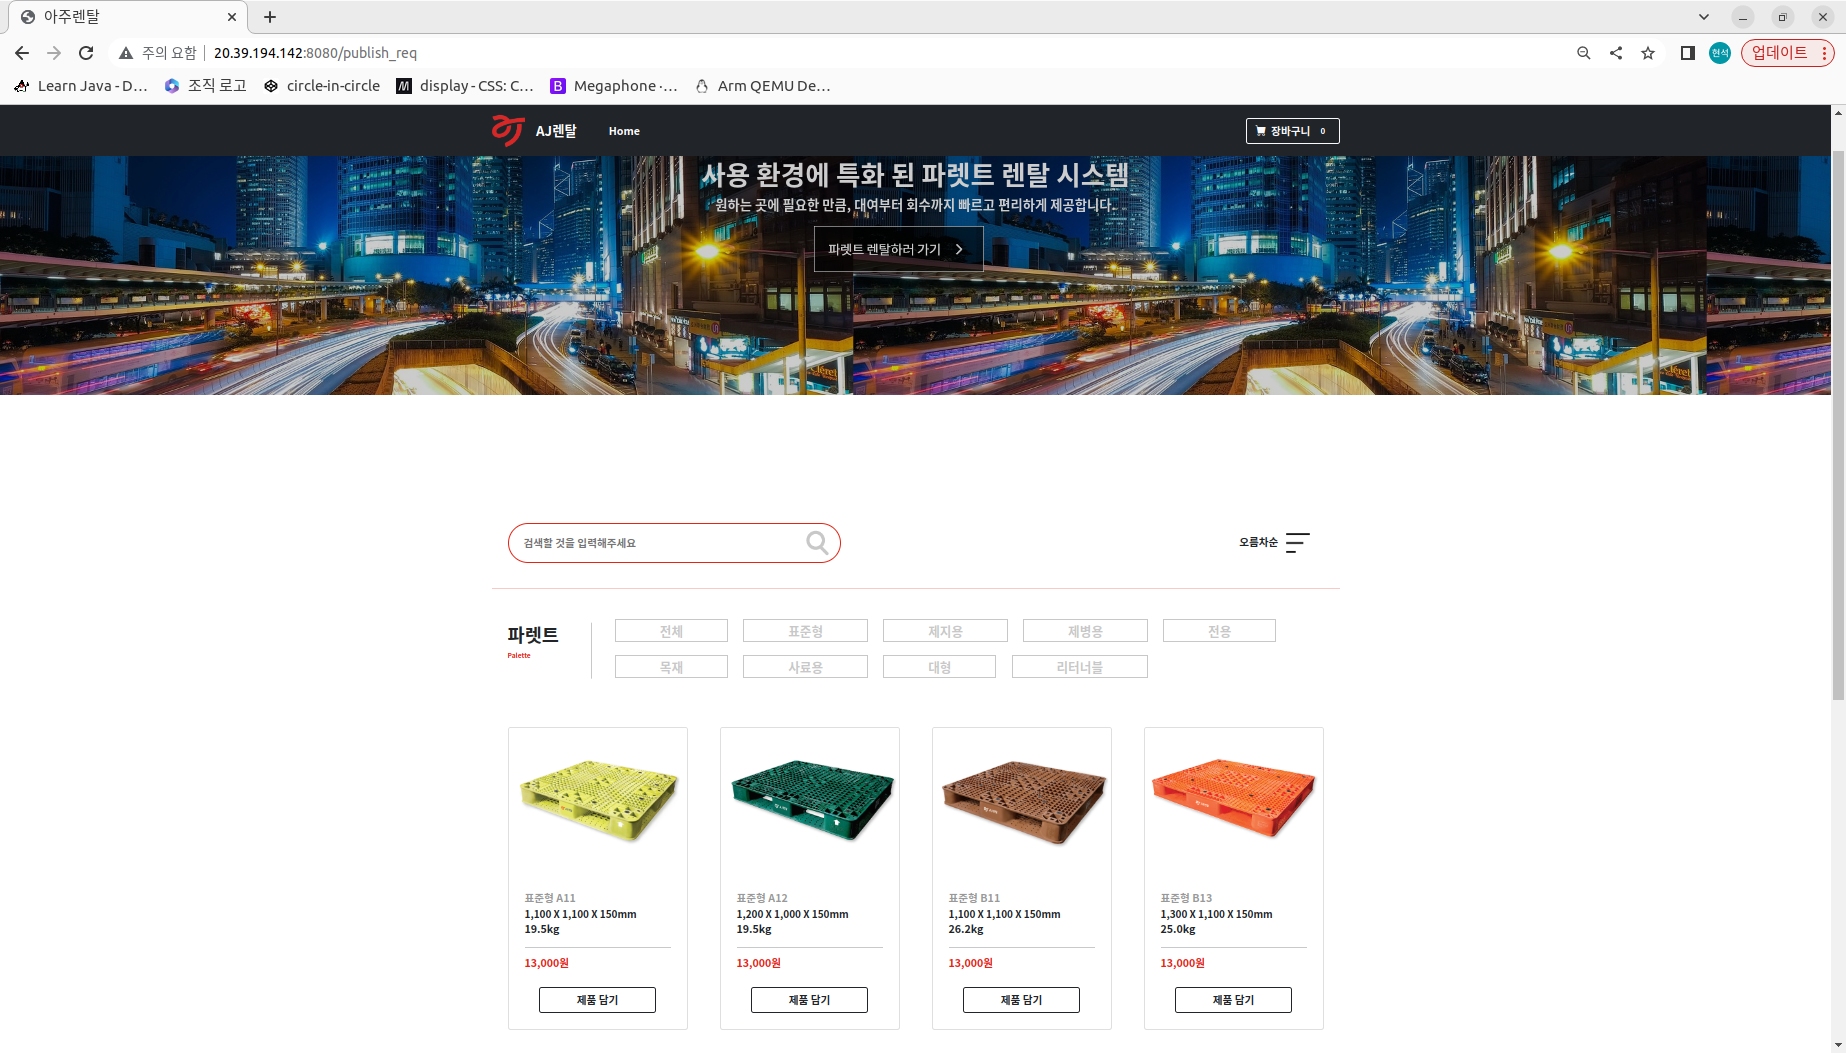 아주렌탈
주의 요함
20.39.194.142:8080/publish_req
현석
업데이트
Learn Java - D...
조직 로고
circle-in-circle
display - CSS: C...
Megaphone ·...
Arm QEMU De...
AJ렌탈
Home
장바구니 0
사용 환경에 특화 된 파렛트 렌탈 시스템
원하는 곳에 필요한 만큼, 대여부터 회수까지 빠르고 편리하게 제공합니다.
파렛트 렌탈하러 가기
검색할 것을 입력해주세요
오름차순
파렛트
Palette
전체
표준형
제지용
제병용
전용
목재
사료용
대형
리터너블
표준형 A11
1,100 X 1,100 X 150mm
19.5kg
13,000원
제품 담기
표준형 A12
1,200 X 1,000 X 150mm
19.5kg
13,000원
제품 담기
표준형 B11
1,100 X 1,100 X 150mm
26.2kg
13,000원
제품 담기
표준형 B13
1,300 X 1,100 X 150mm
25.0kg
13,000원
제품 담기